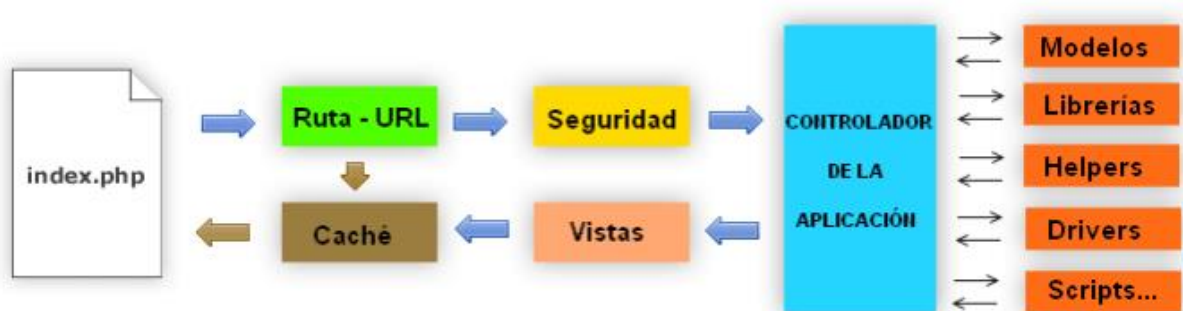 index.php
Ruta - URL
Seguridad
Caché
Vistas
CONTROLADOR
DE LA
APLICACIÓN
Modelos
Librerías
Helpers
Drivers
Scripts...